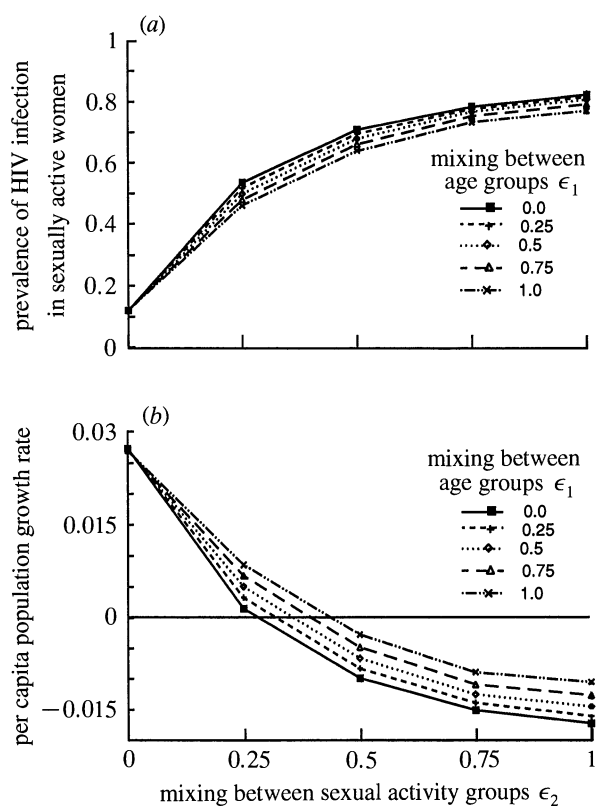 (a)
1
0.8
0.6
0.4
0.2
0
prevalence of HIV infection
in sexually active women
mixing between
age groups ϵ1
0.0
0.25
0.5
0.75
1.0
(b)
0.03
0.015
0
−0.015
per capita population growth rate
mixing between
age groups ϵ1
0.0
0.25
0.5
0.75
1.0
0 0.25 0.5 0.75 1
mixing between sexual activity groups ϵ2